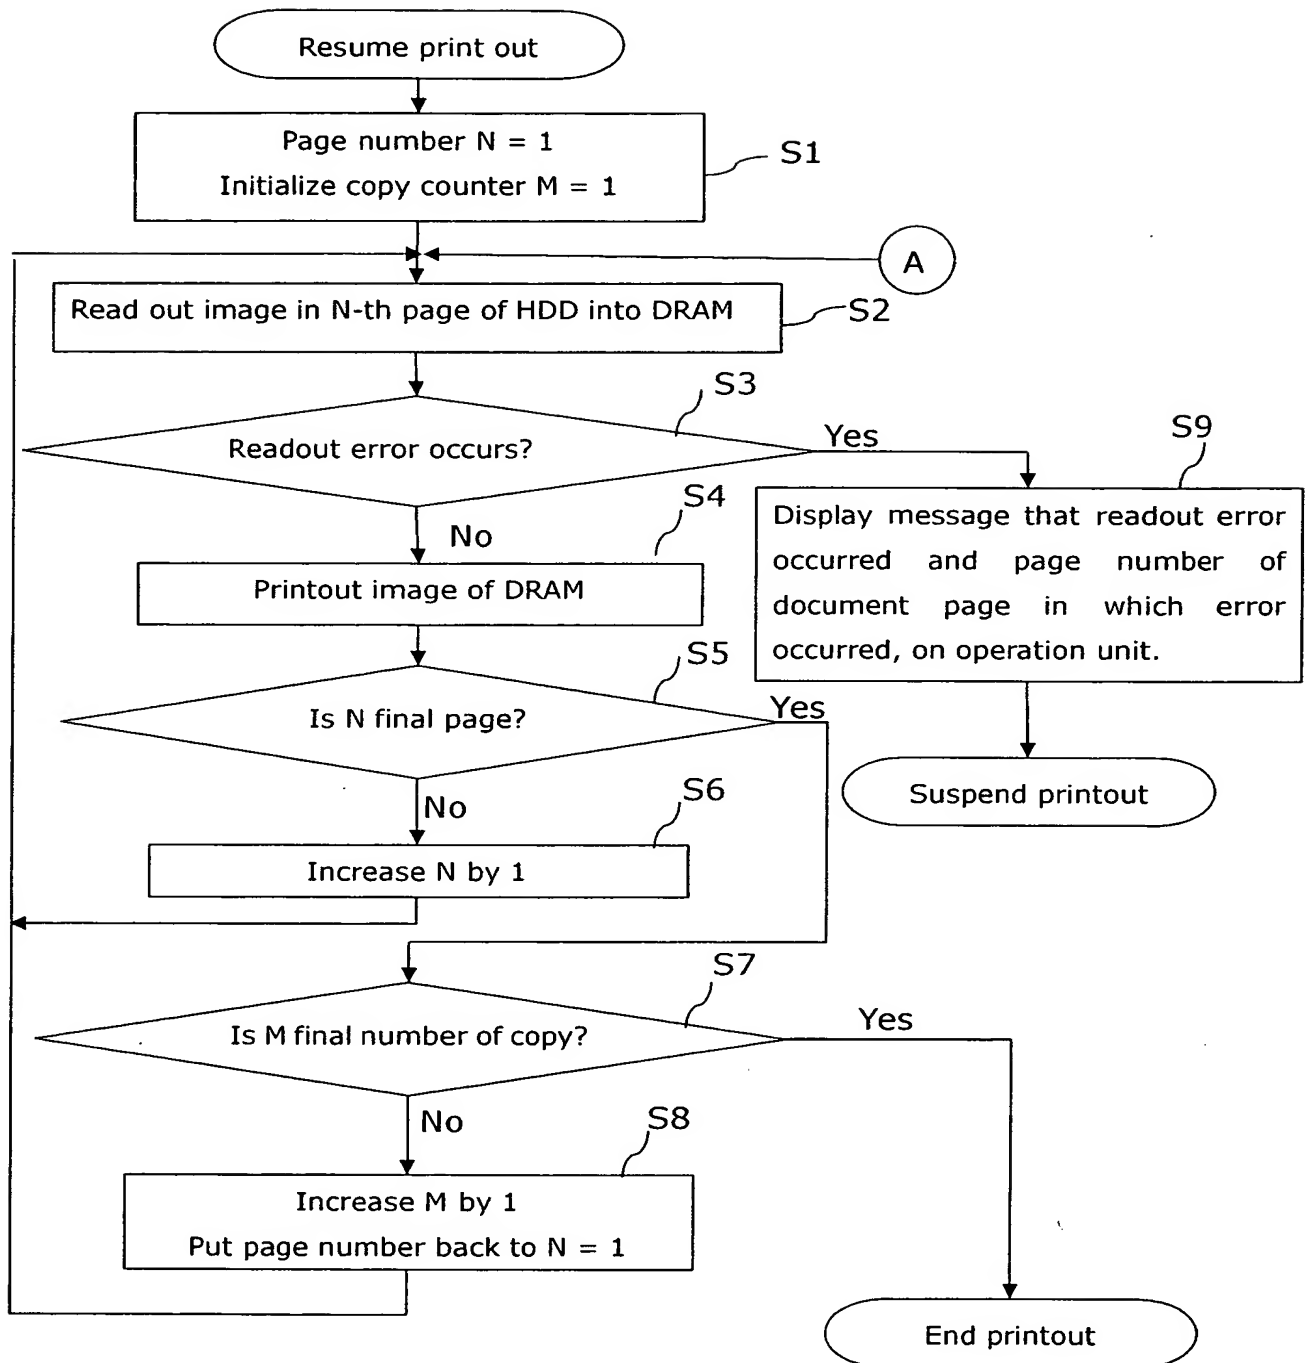 Resume print out
Page number N = 1
Initialize copy counter M = 1
S1
A
Read out image in N-th page of HDD into DRAM
S2
S3
Readout error occurs?
Yes
S9
Display message that readout error
occurred and page number of
document page in which error
occurred, on operation unit.
No
S4
Printout image of DRAM
S5
Is N final page?
Yes
Suspend printout
No
S6
Increase N by 1
S7
Is M final number of copy?
Yes
No
S8
Increase M by 1
Put page number back to N = 1
End printout